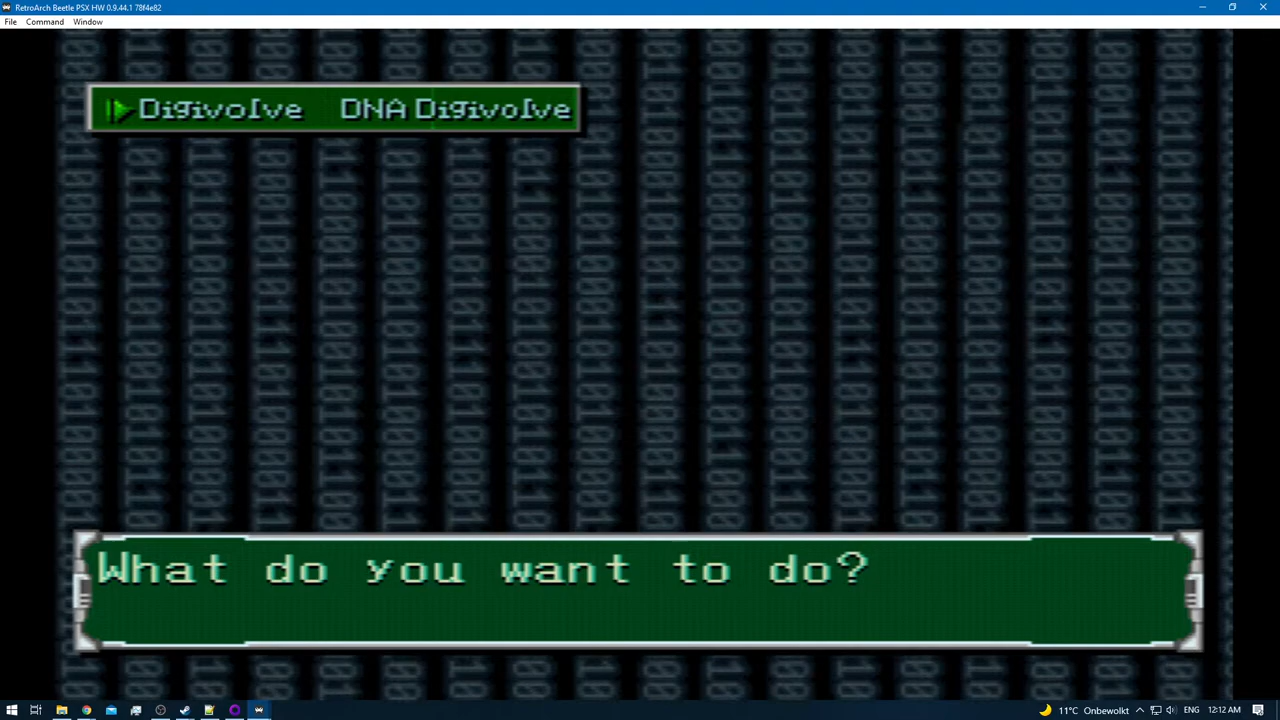 RetroArch Beetle PSX HW 0.9.44.1 78f4e82
File Command Window
Digivolve DNA Digivolve
What do you want to do?
11°C Onbewolkt ENG 12:12 AM